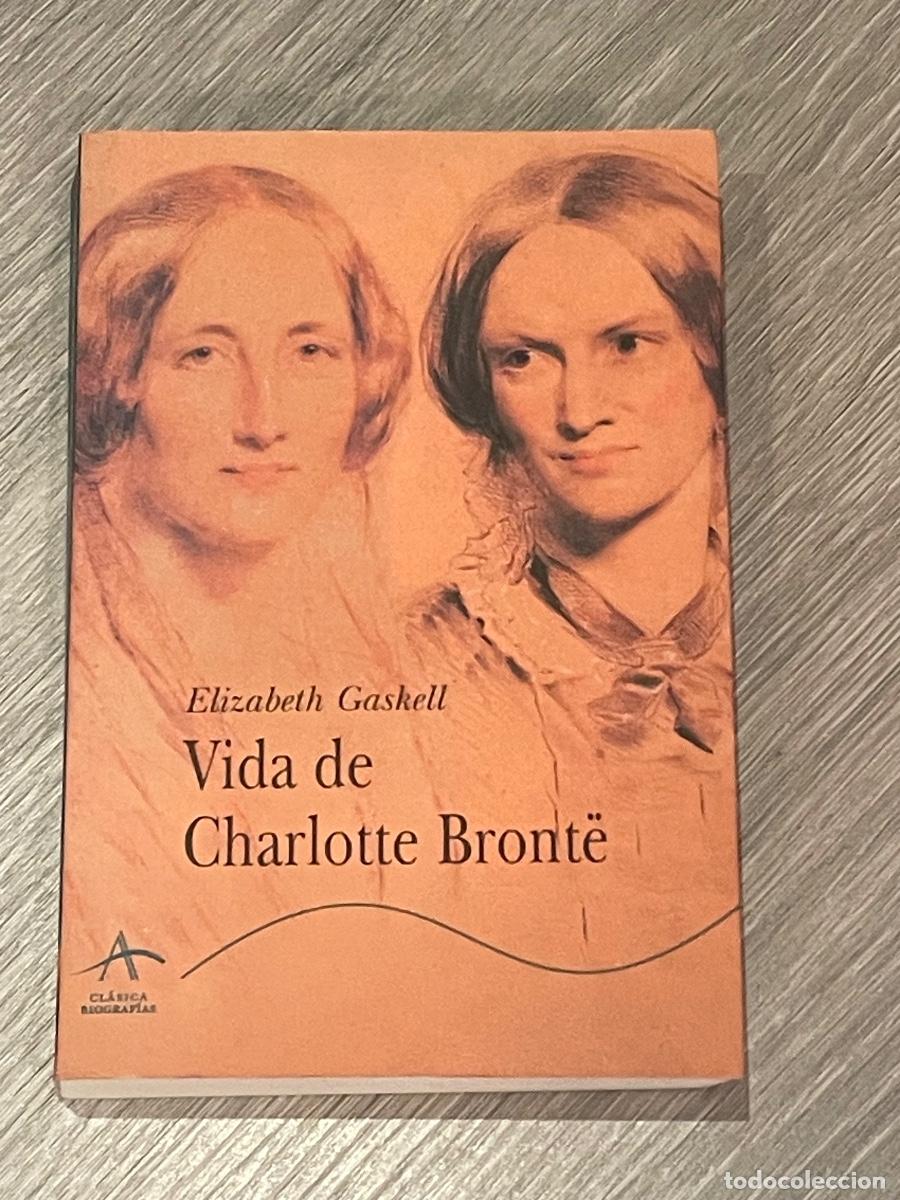 Elizabeth Gaskell
Vida de
Charlotte Brontë
CLÁSICA
BIOGRAFÍAS
todocoleccion